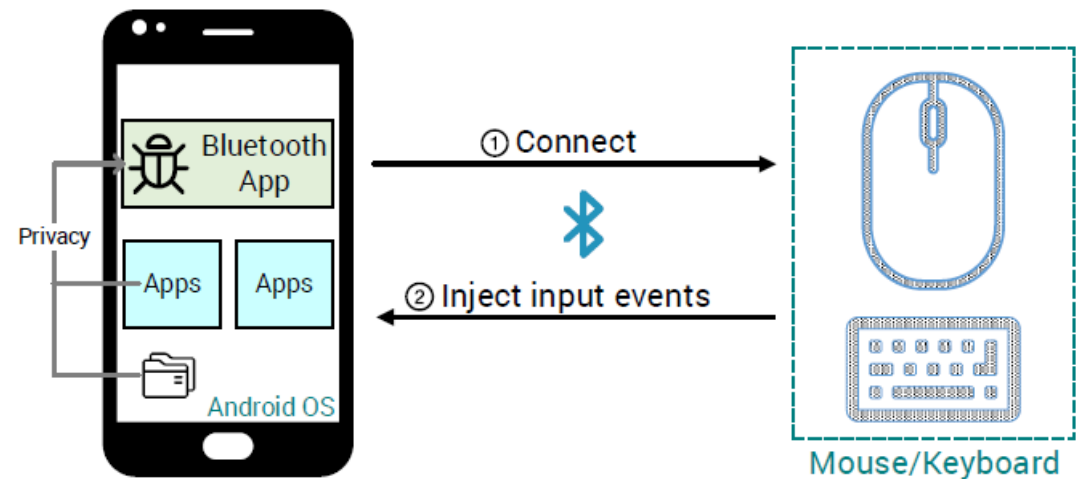 Bluetooth
App
① Connect
Privacy
Apps
Apps
② Inject input events
Android OS
Mouse/Keyboard